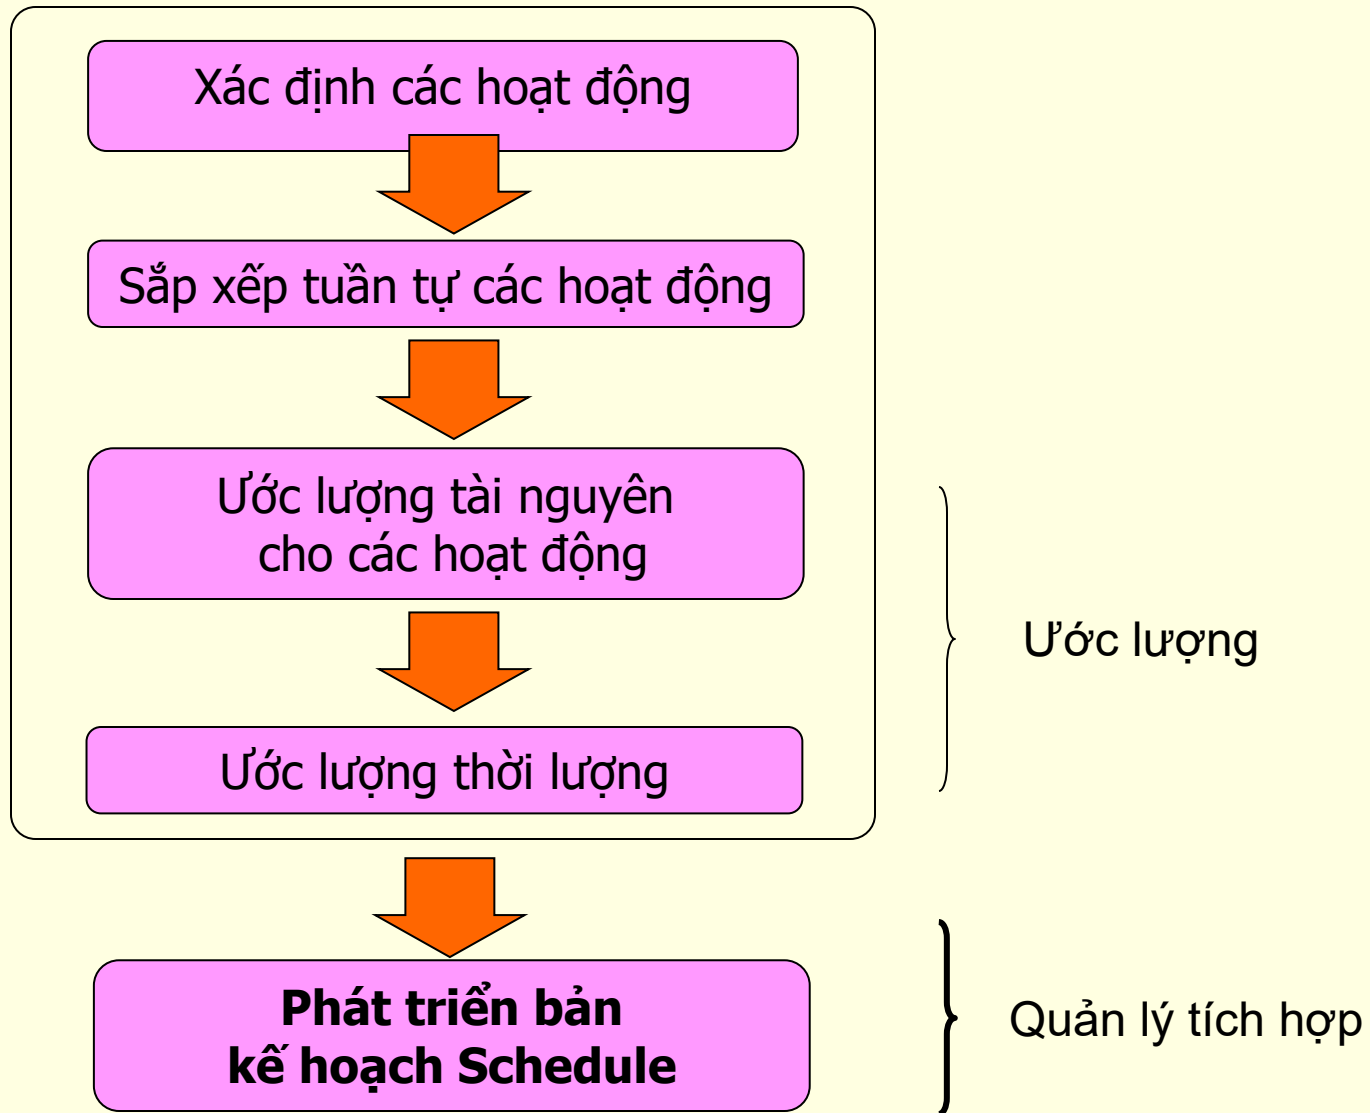 Xác định các hoạt động
Sắp xếp tuần tự các hoạt động
Ước lượng tài nguyên
cho các hoạt động
Ước lượng
Ước lượng thời lượng
Phát triển bản
kế hoạch Schedule
Quản lý tích hợp